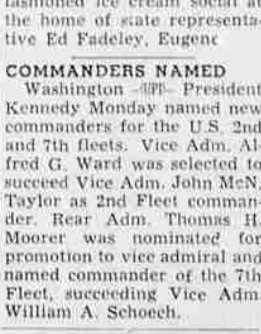 fashioned ice cream social at
the home of state representa-
tive Ed Fadeley, Eugene
COMMANDERS NAMED
Washington -(UPI)- President
Kennedy Monday named new
commanders for the U.S. 2nd
and 7th fleets. Vice Adm. Al-
fred G. Ward was selected to
succeed Vice Adm. John McN.
Taylor as 2nd Fleet comman-
der. Rear Adm. Thomas H.
Moorer was nominated for
promotion to vice admiral and
named commander of the 7th
Fleet, succeeding Vice Adm.
William A. Schoech.